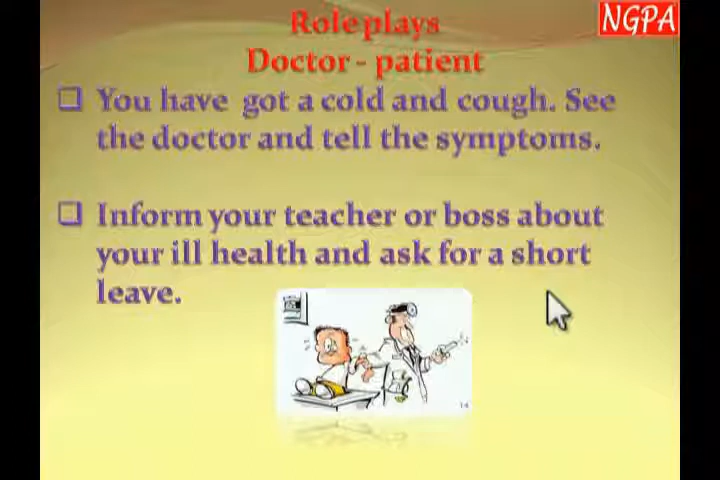 NGPA
Role plays
Doctor - patient
You have got a cold and cough. See
the doctor and tell the symptoms.
Inform your teacher or boss about
your ill health and ask for a short
leave.